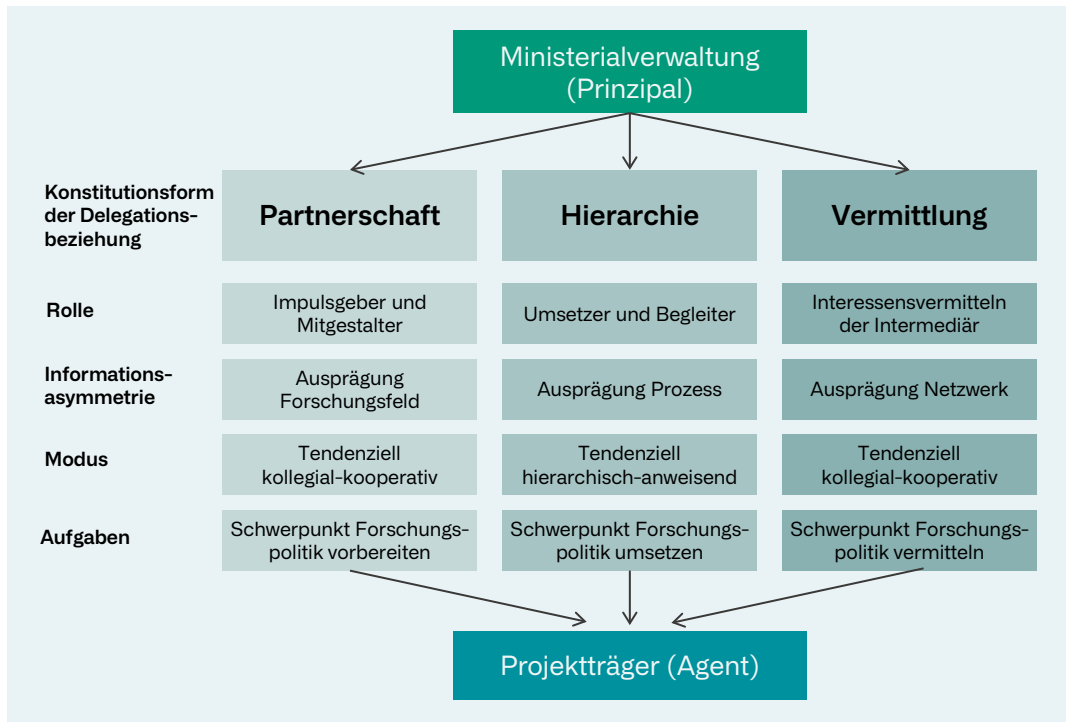 Ministerialverwaltung
(Prinzipal)
Konstitutionsform
der Delegations-
beziehung
Partnerschaft
Hierarchie
Vermittlung
Rolle
Impulsgeber und
Mitgestalter
Umsetzer und Begleiter
Interessensvermitteln
der Intermediär
Informations-
asymmetrie
Ausprägung
Forschungsfeld
Ausprägung Prozess
Ausprägung Netzwerk
Modus
Tendenziell
kollegial-kooperativ
Tendenziell
hierarchisch-anweisend
Tendenziell
kollegial-kooperativ
Aufgaben
Schwerpunkt Forschungs-
politik vorbereiten
Schwerpunkt Forschungs-
politik umsetzen
Schwerpunkt Forschungs-
politik vermitteln
Projektträger (Agent)